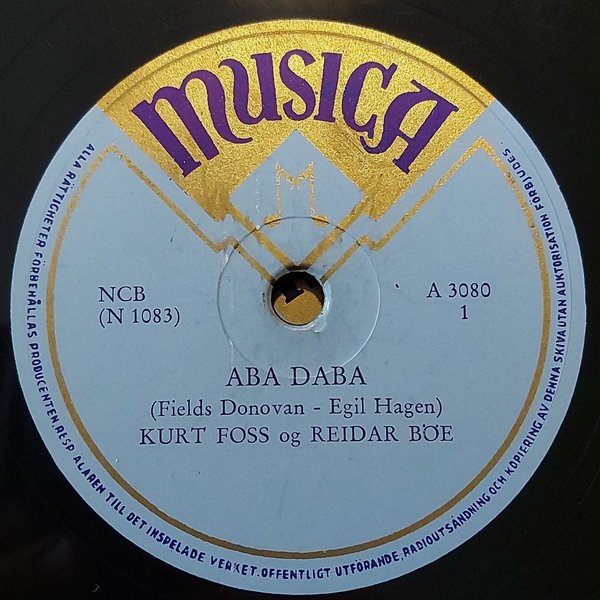 MUSICA
M
NCB
(N 1083)
A 3080
1
ABA DABA
(Fields Donovan - Egil Hagen)
KURT FOSS og REIDAR BÖE
ALLA RÄTTIGHETER FÖRBEHÅLLAS PRODUCENTEN, RESP ÄLAREN TILL DET INSPELADE VERKET. OFFENTLIGT UTFÖRANDE, RADIOUTSÄNDNING OCH KOPIERING AV DENNA SKIVA UTAN AUKTORISATION FÖRBJUDES.